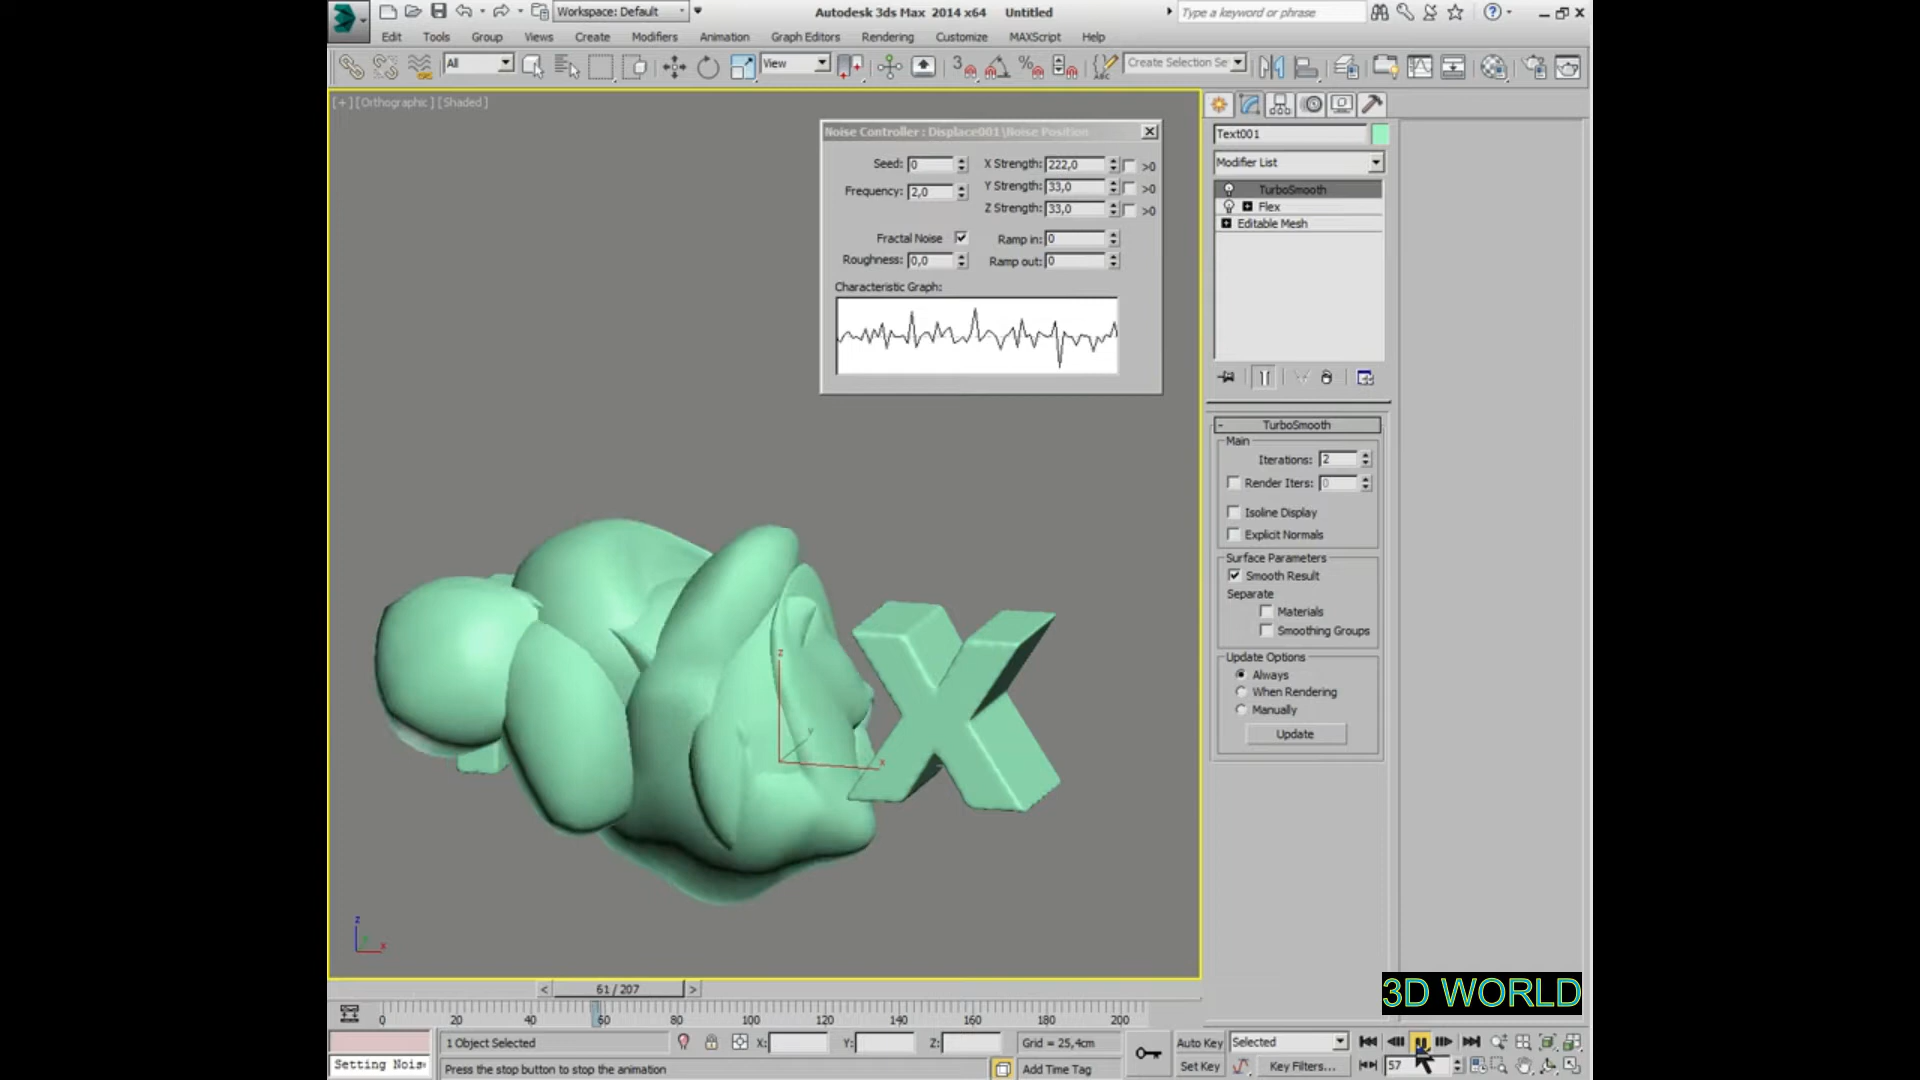 Workspace: Default
Autodesk 3ds Max 2014 x64 Untitled
Type a keyword or phrase
Edit Tools Group Views Create Modifiers Animation Graph Editors Rendering Customize MAXScript Help
All
View
Create Selection Se
[+] [Orthographic] [Shaded]
Noise Controller : Displace001\Noise Position
Seed: 0
X Strength: 222,0 >0
Frequency: 2,0
Y Strength: 33,0 >0
Z Strength: 33,0 >0
Fractal Noise
Ramp in: 0
Roughness: 0,0
Ramp out: 0
Characteristic Graph:
Text001
Modifier List
TurboSmooth
Flex
Editable Mesh
- TurboSmooth
Main
Iterations: 2
Render Iters: 0
Isoline Display
Explicit Normals
Surface Parameters
Smooth Result
Separate
Materials
Smoothing Groups
Update Options
Always
When Rendering
Manually
Update
X
z
y
x
z
x
3D WORLD
< 61 / 207 >
0 20 40 60 80 100 120 140 160 180 200
1 Object Selected
X: Y: Z:
Grid = 25,4cm
Auto Key
Selected
Setting Nois
Press the stop button to stop the animation
Add Time Tag
Set Key
Key Filters...
57